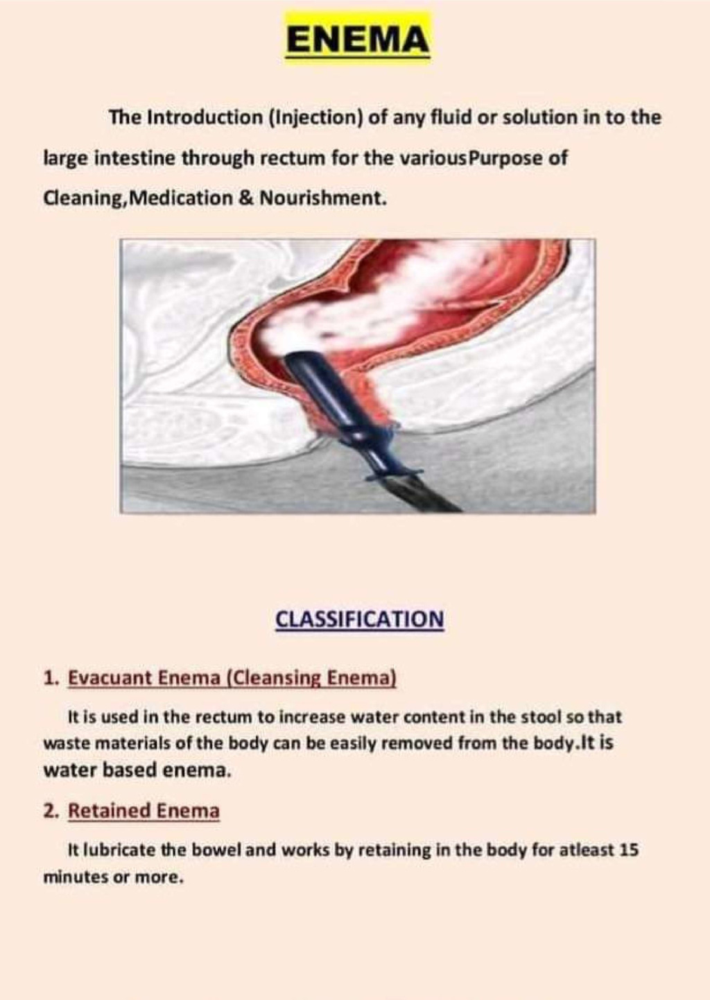 ENEMA
The Introduction (Injection) of any fluid or solution in to the
large intestine through rectum for the various Purpose of
Cleaning,Medication & Nourishment.
CLASSIFICATION
1. Evacuant Enema (Cleansing Enema)
It is used in the rectum to increase water content in the stool so that
waste materials of the body can be easily removed from the body.It is
water based enema.
2. Retained Enema
It lubricate the bowel and works by retaining in the body for atleast 15
minutes or more.